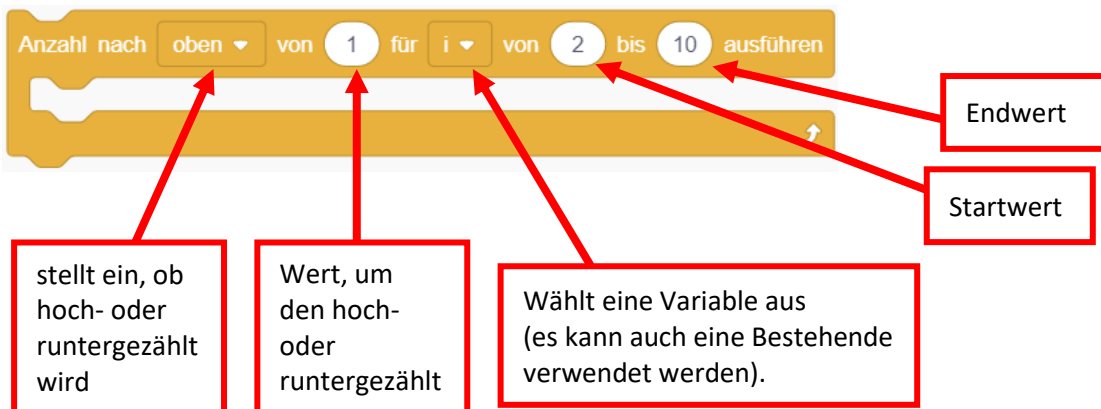 Anzahl nach oben von 1 für i von 2 bis 10 ausführen
Endwert
Startwert
stellt ein, ob
hoch- oder
runtergezählt
wird
Wert, um
den hoch-
oder
runtergezählt
Wählt eine Variable aus
(es kann auch eine Bestehende
verwendet werden).